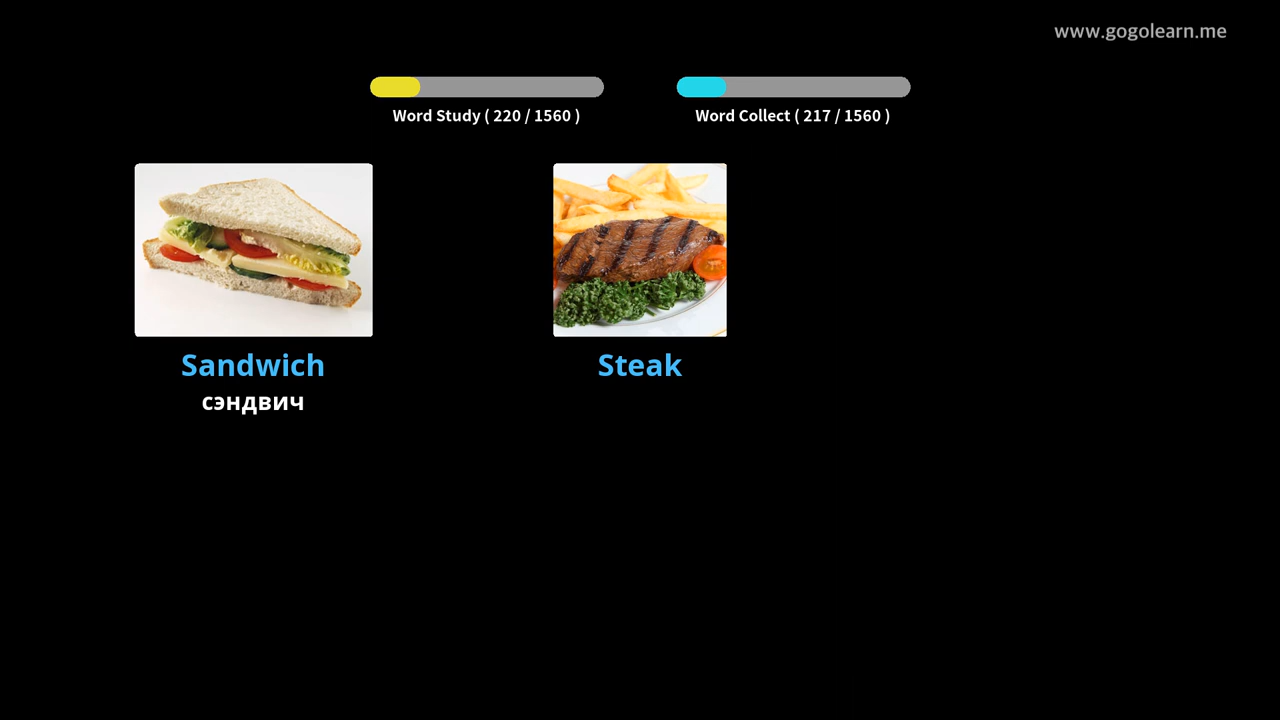 www.gogolearn.me
Word Study ( 220 / 1560 )
Word Collect ( 217 / 1560 )
Sandwich
сэндвич
Steak